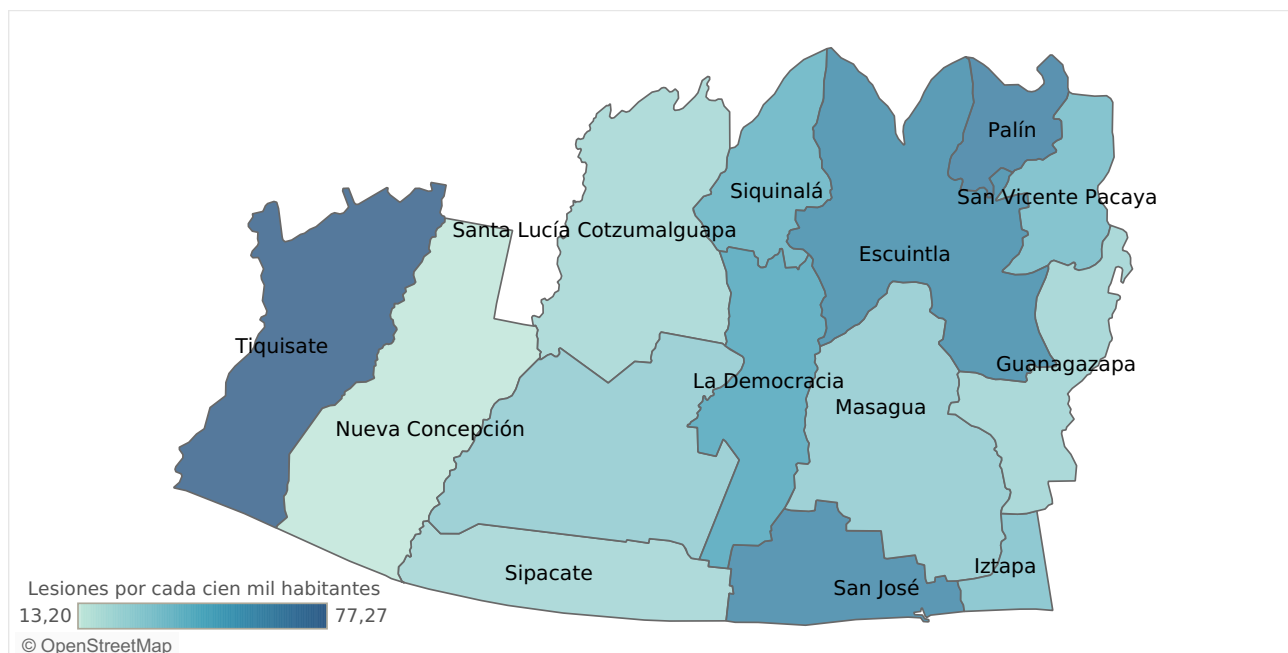 Palín
Siquinalá
San Vicente Pacaya
Santa Lucía Cotzumalguapa
Escuintla
Tiquisate
Guanagazapa
La Democracia
Masagua
Nueva Concepción
Iztapa
Sipacate
San José
Lesiones por cada cien mil habitantes
13,20
77,27
© OpenStreetMap